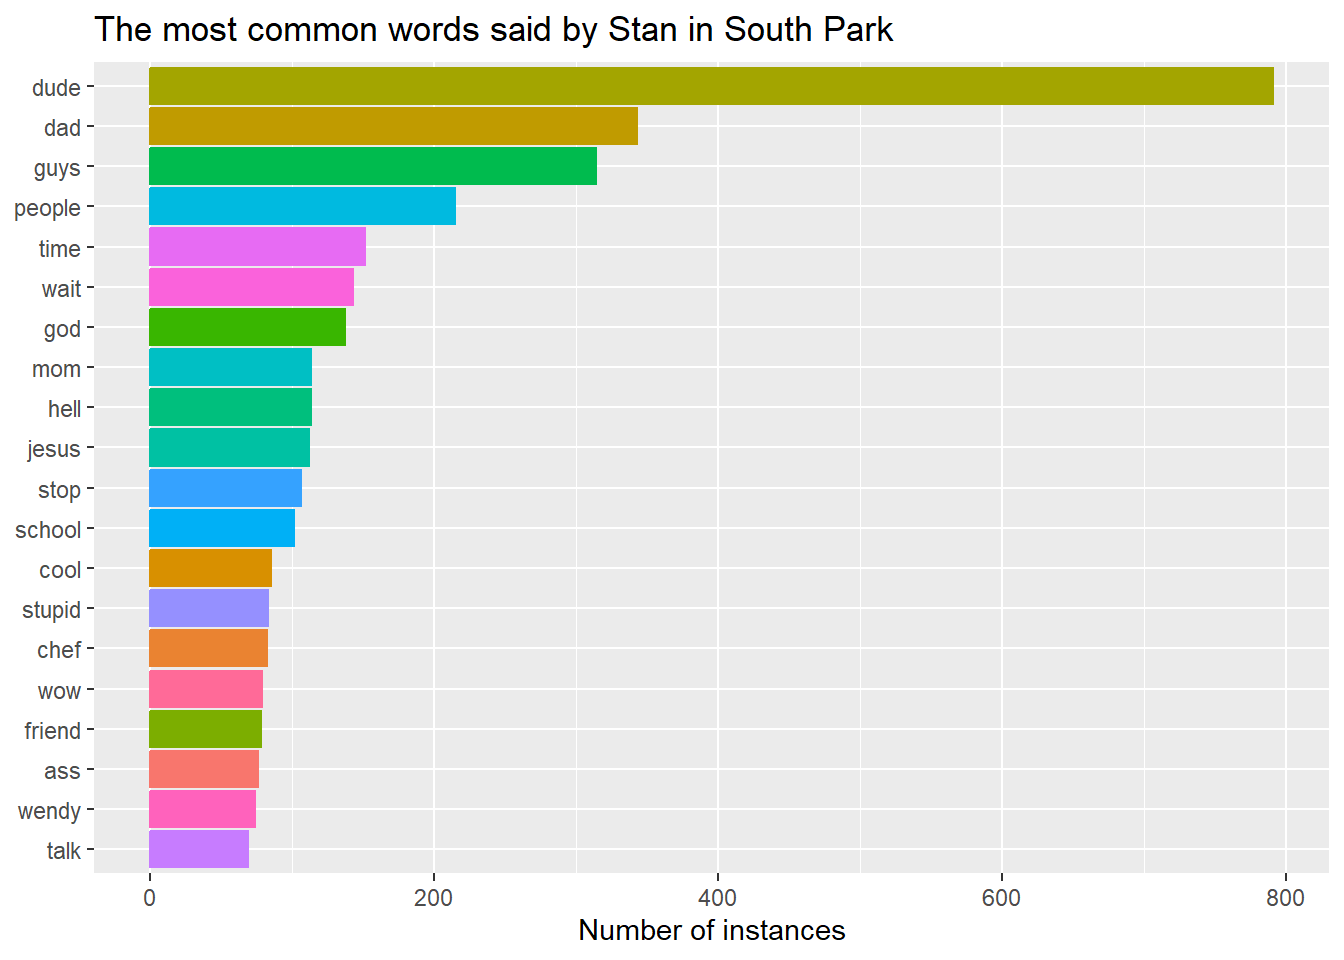 The most common words said by Stan in South Park
dude
dad
guys
people
time
wait
god
mom
hell
jesus
stop
school
cool
stupid
chef
wow
friend
ass
wendy
talk
0 200 400 600 800
Number of instances